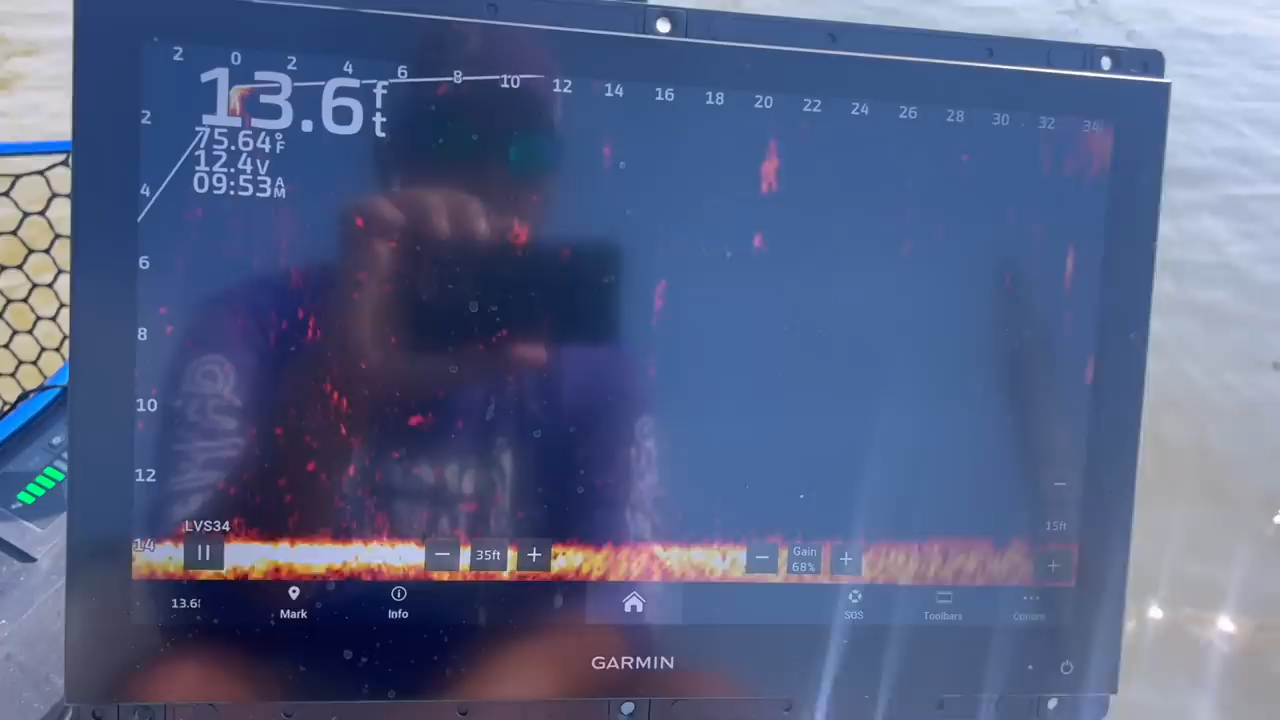 2 0 2 4 6 8 10 12 14 16 18 20 22 24 26 28 30 32 34
13.6 ft
75.64°F
12.4V
09:53AM
2
4
6
8
10
12
14
LVS34
35ft
Gain
68%
15ft
13.6
Mark
Info
SOS
Toolbars
GARMIN